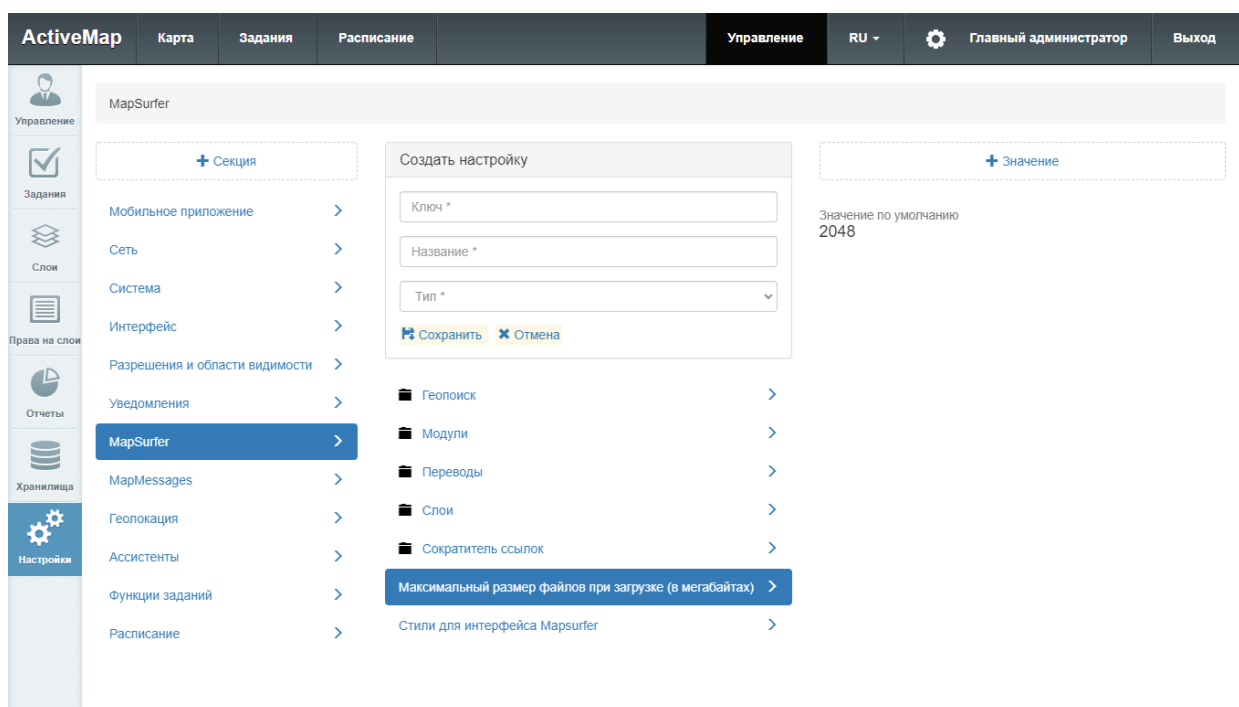 ActiveMap Карта Задания Расписание Управление RU Главный администратор Выход
Управление
Задания
Слои
Права на слои
Отчеты
Хранилища
Настройки
MapSurfer
Секция
Мобильное приложение
Сеть
Система
Интерфейс
Разрешения и области видимости
Уведомления
MapSurfer
MapMessages
Геолокация
Ассистенты
Функции заданий
Расписание
Создать настройку
Ключ *
Название *
Тип *
Сохранить Отмена
Геопоиск
Модули
Переводы
Слои
Сократитель ссылок
Максимальный размер файлов при загрузке (в мегабайтах)
Стили для интерфейса Mapsurfer
Значение
Значение по умолчанию
2048